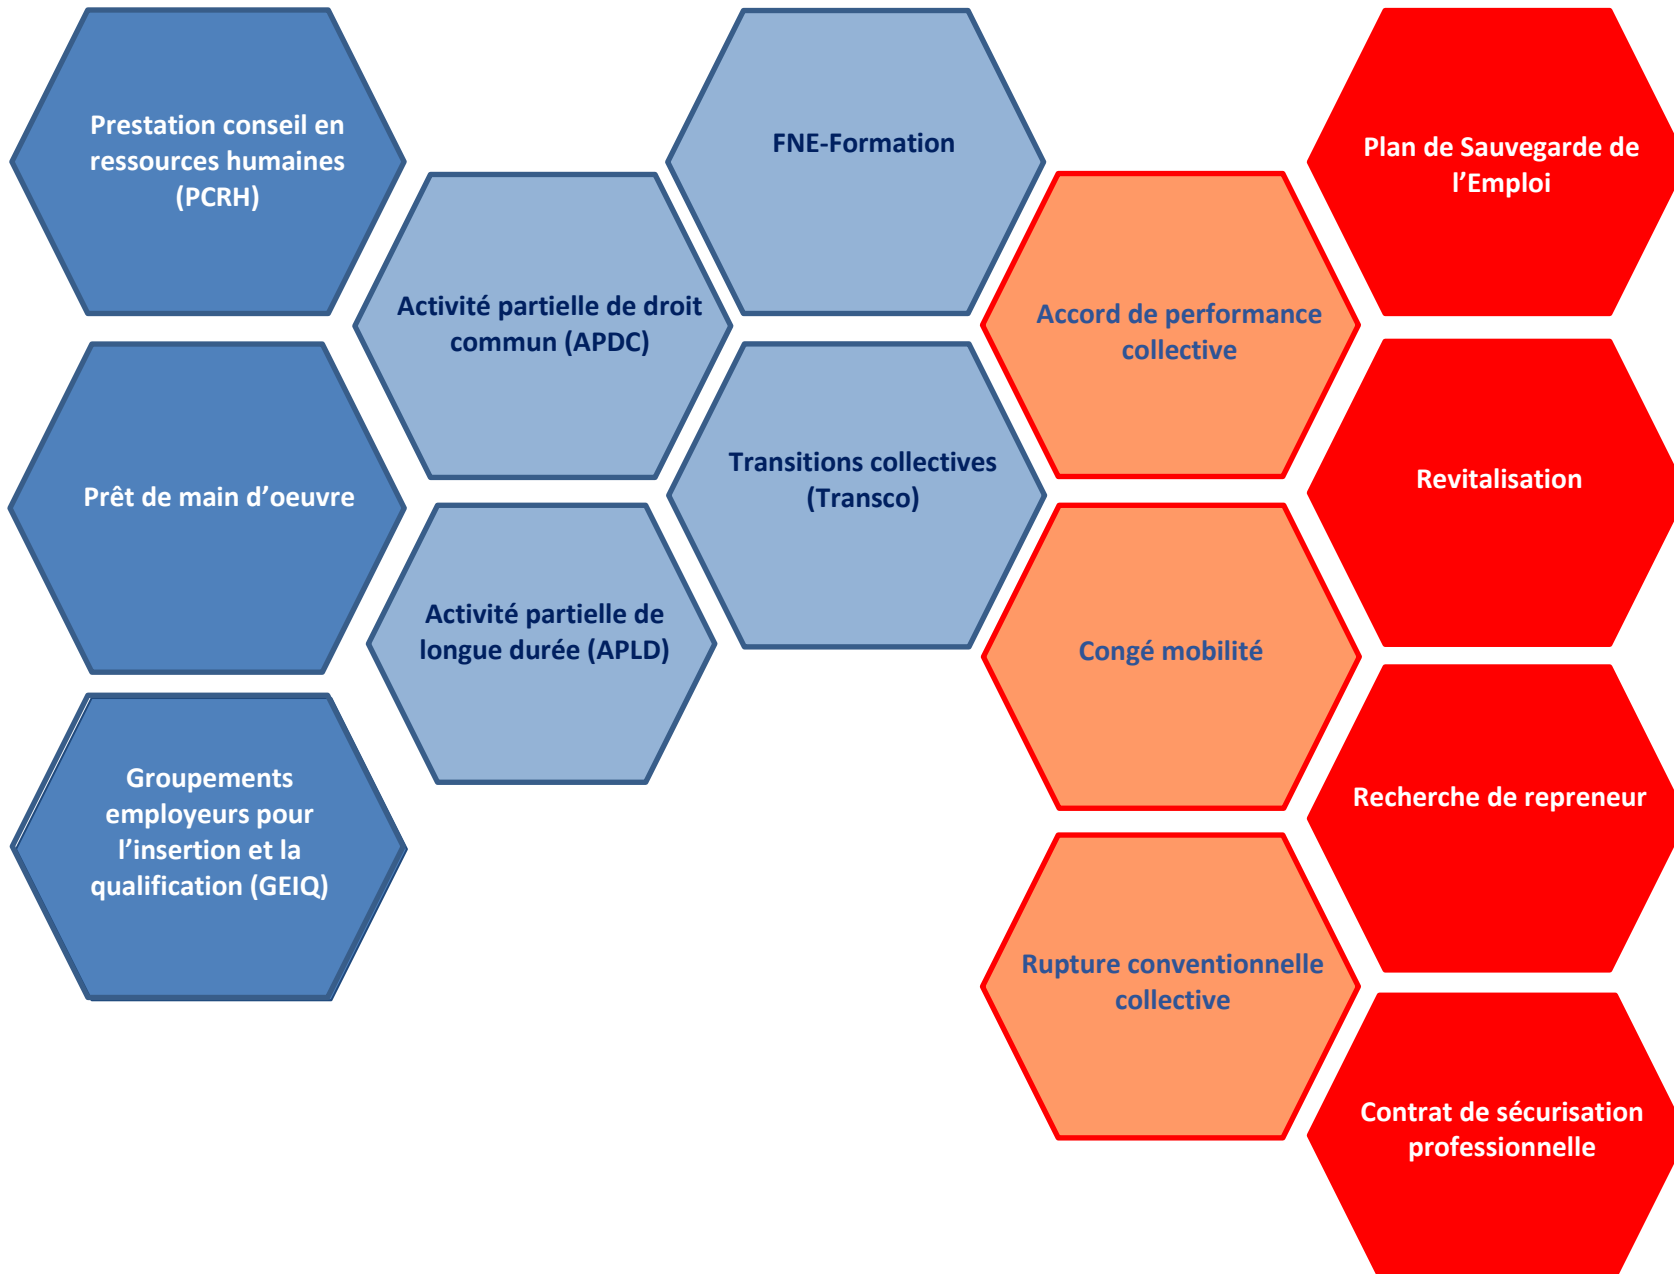 Prestation conseil en
ressources humaines
(PCRH)
Prêt de main d'oeuvre
Groupements
employeurs pour
l'insertion et la
qualification (GEIQ)
Activité partielle de droit
commun (APDC)
Activité partielle de
longue durée (APLD)
FNE-Formation
Transitions collectives
(Transco)
Accord de performance
collective
Congé mobilité
Rupture conventionnelle
collective
Plan de Sauvegarde de
l'Emploi
Revitalisation
Recherche de repreneur
Contrat de sécurisation
professionnelle